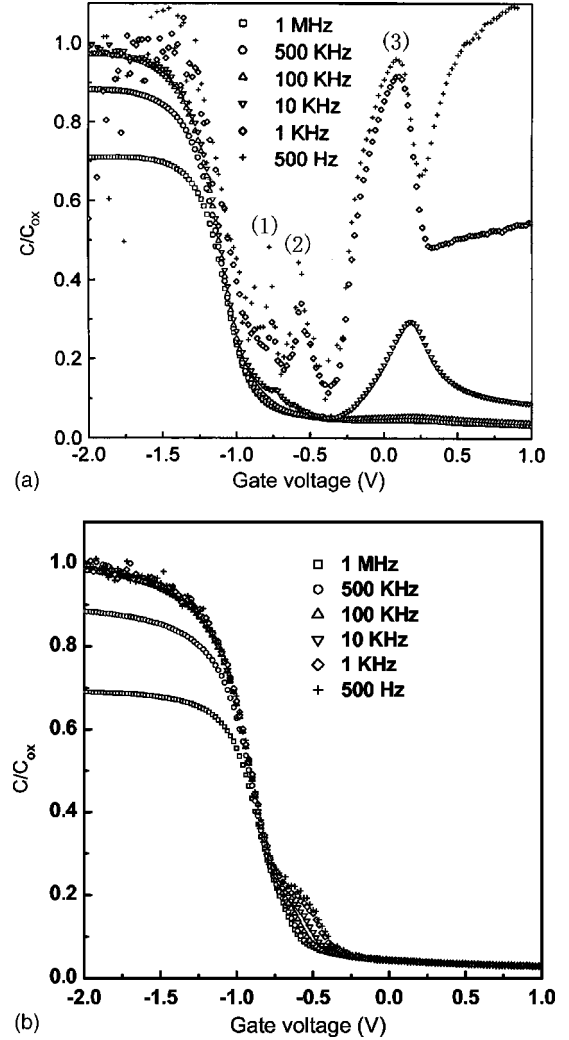 1.0
0.8
0.6
0.4
0.2
0.0
C/Cox
-2.0 -1.5 -1.0 -0.5 0.0 0.5 1.0
Gate voltage (V)
1 MHz
500 KHz
100 KHz
10 KHz
1 KHz
500 Hz
(1)
(2)
(3)
(a)
1.0
0.8
0.6
0.4
0.2
0.0
C/Cox
-2.0 -1.5 -1.0 -0.5 0.0 0.5 1.0
Gate voltage (V)
1 MHz
500 KHz
100 KHz
10 KHz
1 KHz
500 Hz
(b)